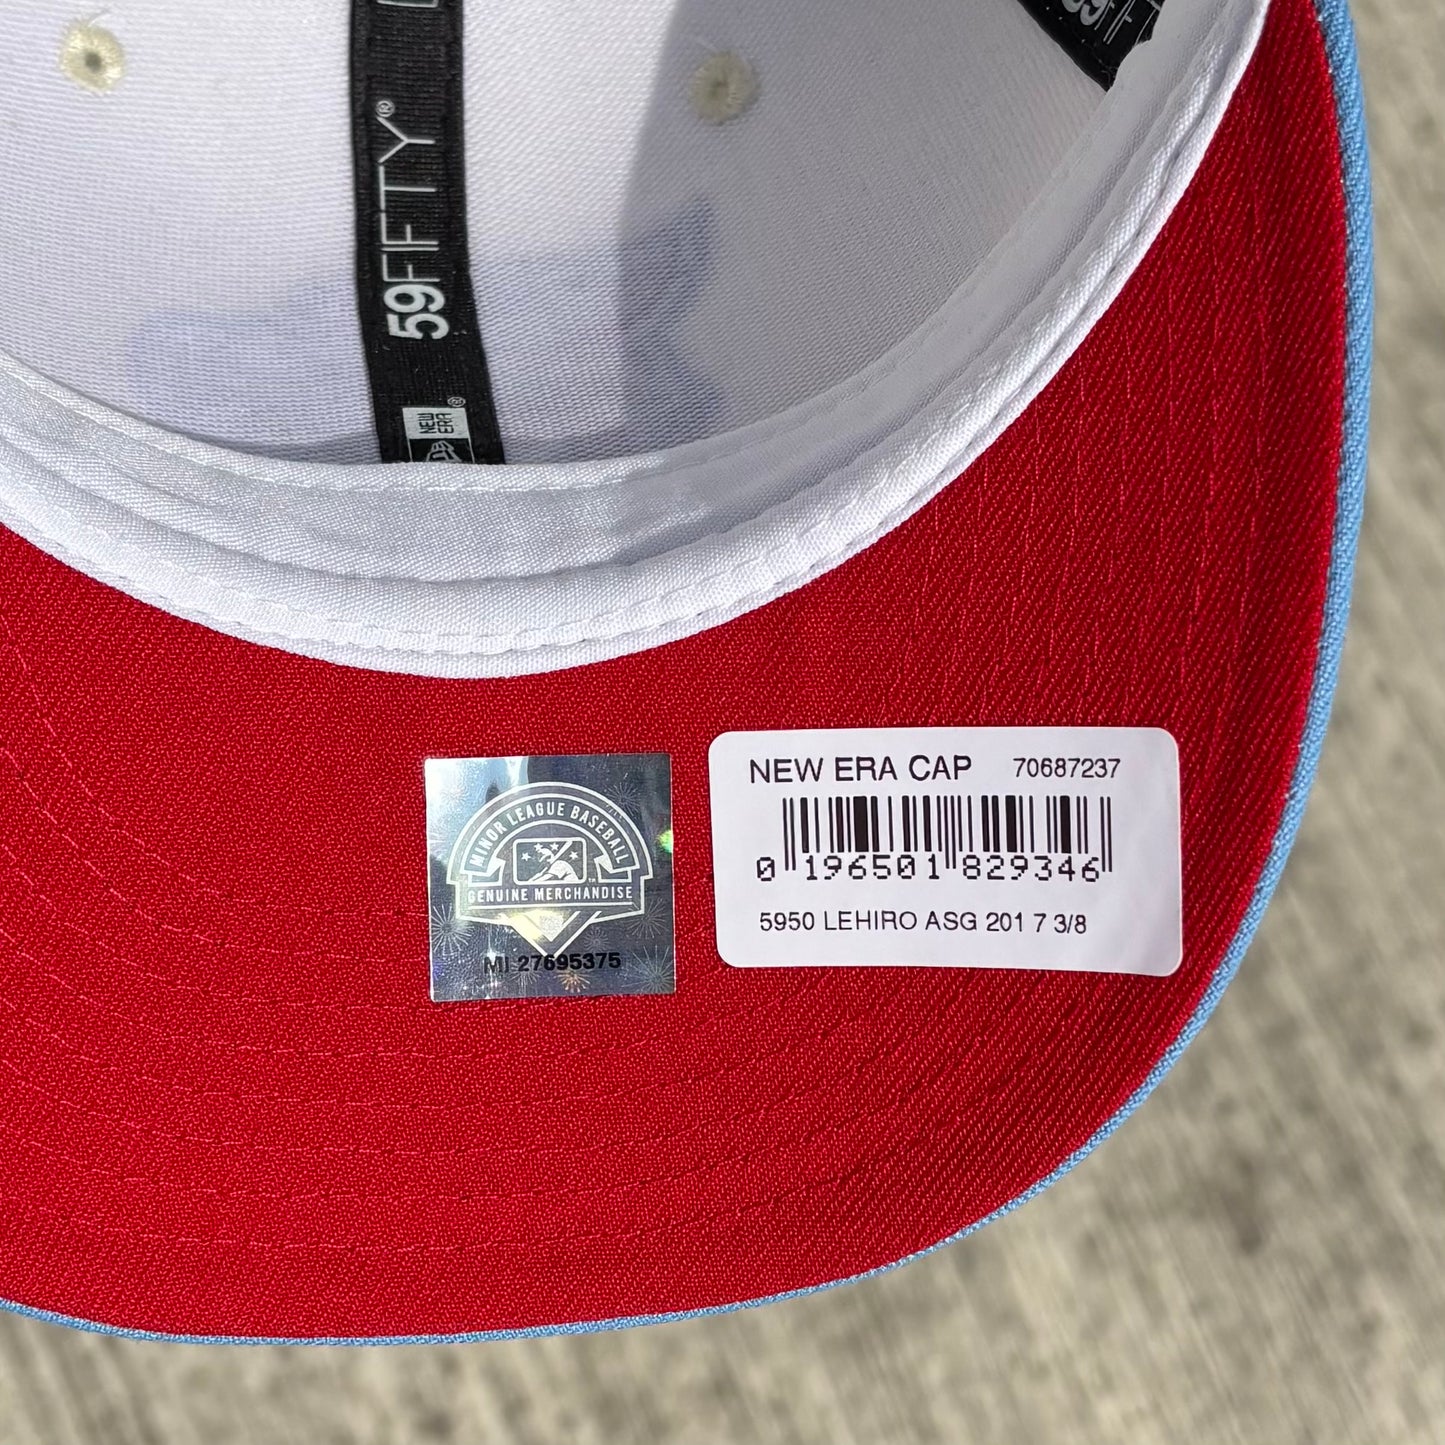 59FIFTY®
NEW
ERA®
MINOR LEAGUE BASEBALL
GENUINE MERCHANDISE
MI 27695375
NEW ERA CAP 70687237
0 196501 829346
5950 LEHIRO ASG 201 7 3/8